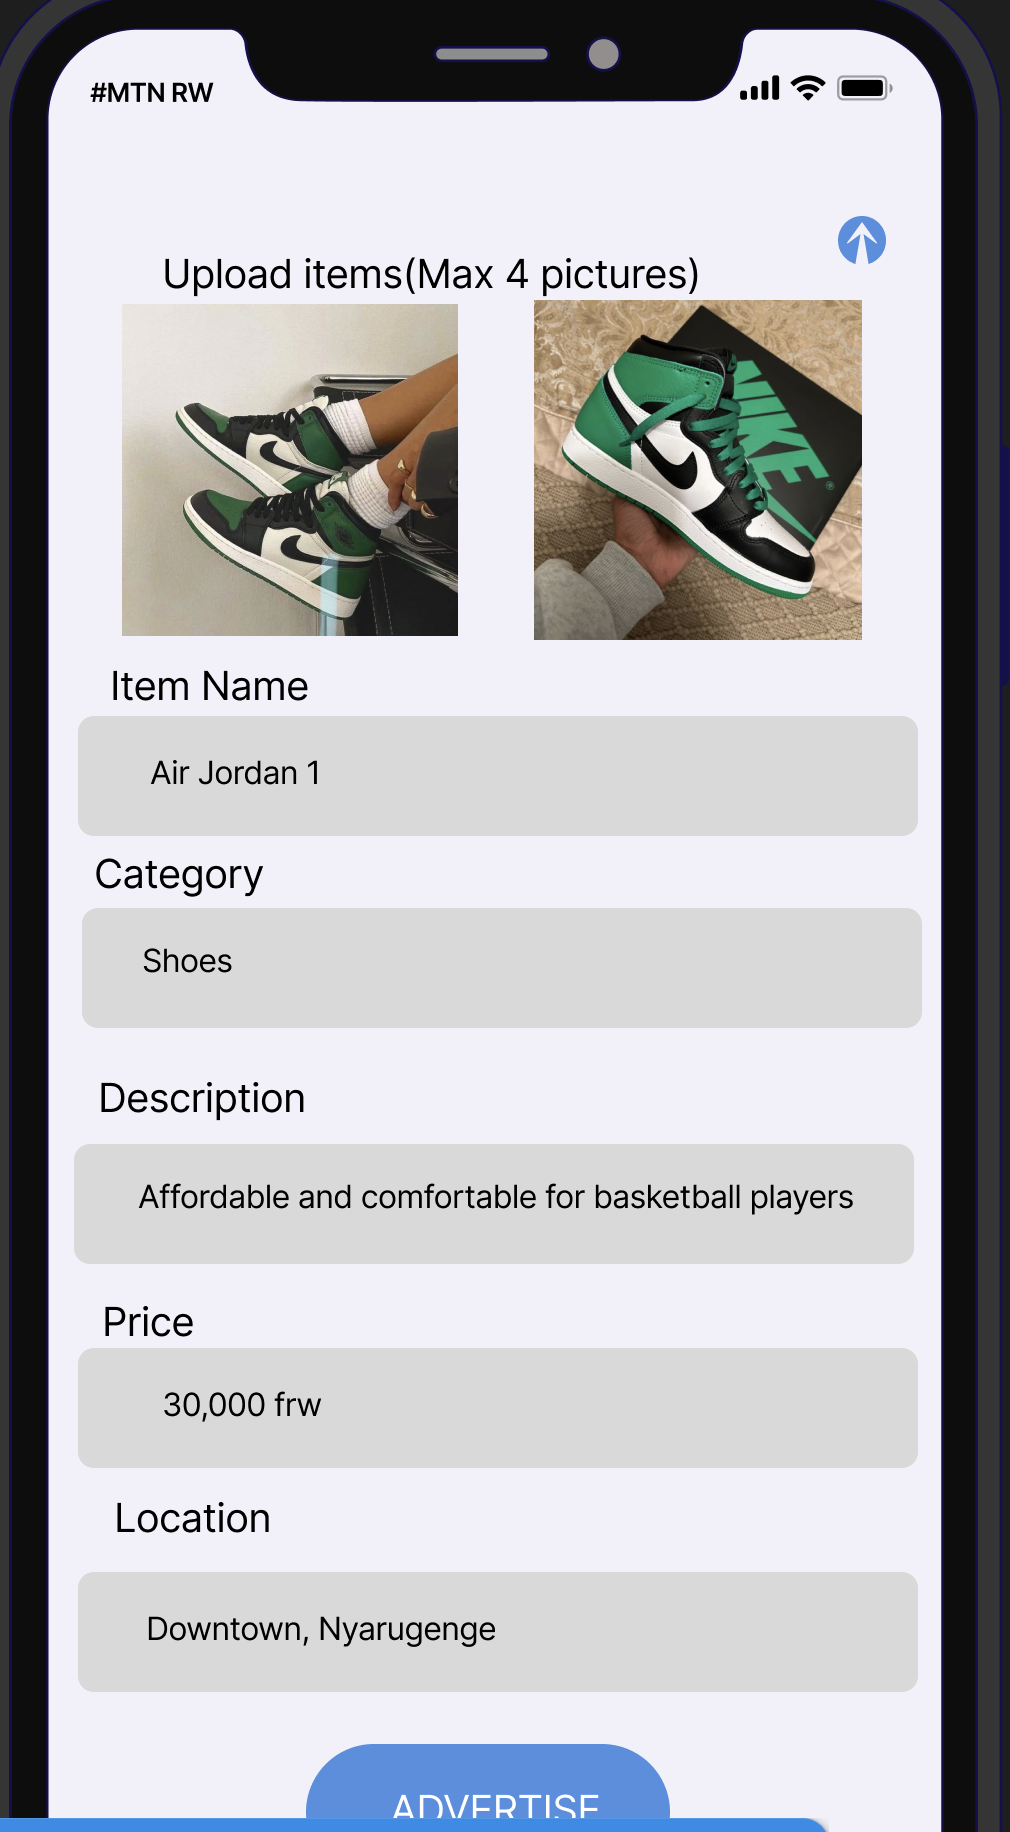 #MTN RW
Upload items(Max 4 pictures)
NIKE
Item Name
Air Jordan 1
Category
Shoes
Description
Affordable and comfortable for basketball players
Price
30,000 frw
Location
Downtown, Nyarugenge
ADVERTISE